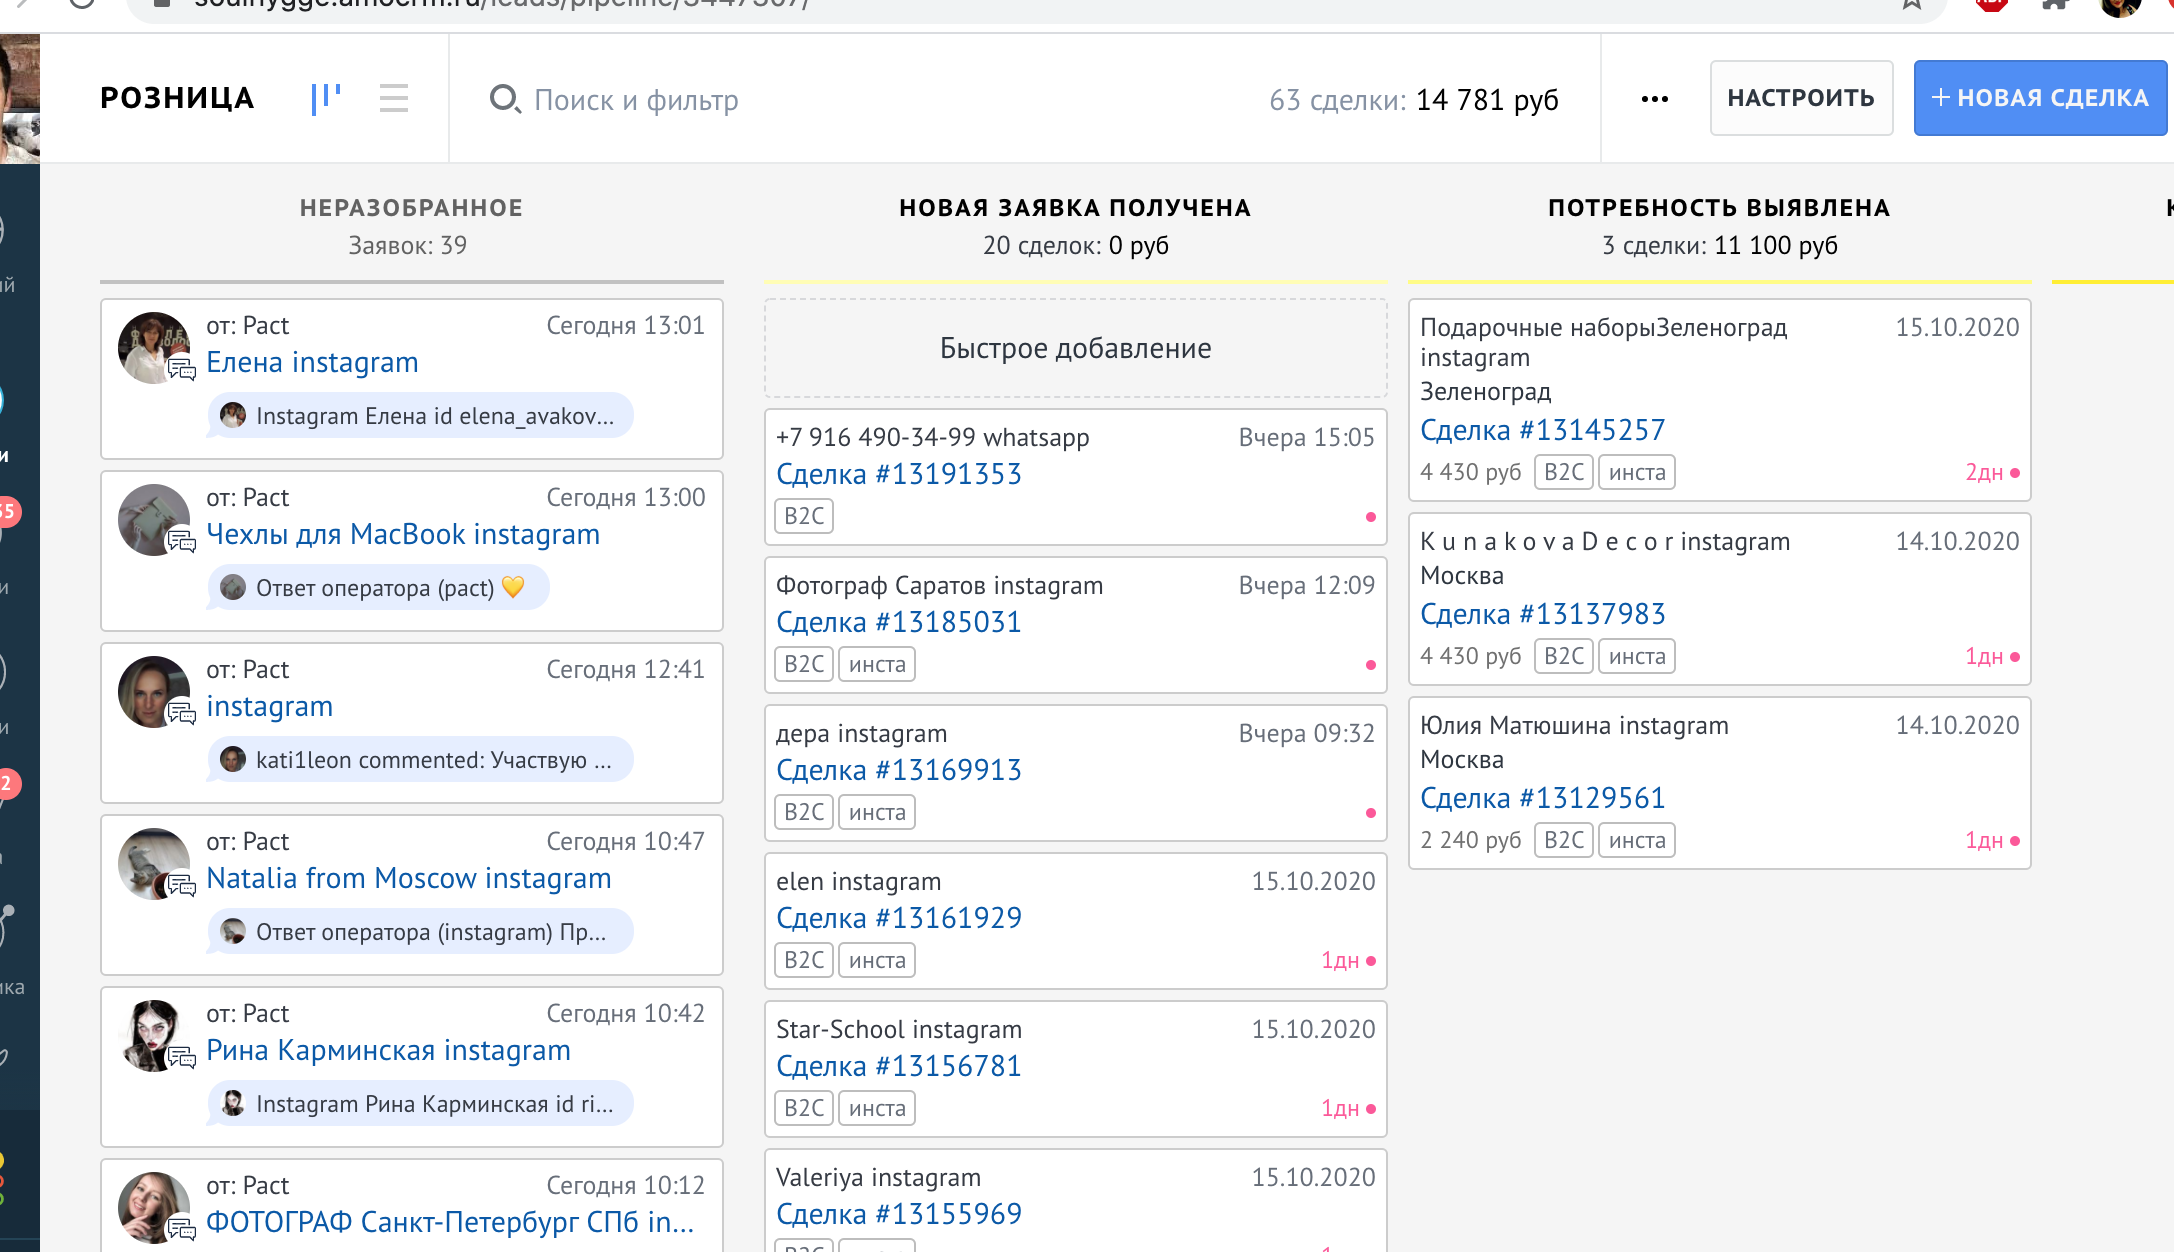 РОЗНИЦА
Поиск и фильтр
63 сделки: 14 781 руб
НАСТРОИТЬ
+ НОВАЯ СДЕЛКА
НЕРАЗОБРАННОЕ
Заявок: 39
от: Pact
Сегодня 13:01
Елена instagram
Instagram Елена id elena_avakov...
от: Pact
Сегодня 13:00
Чехлы для MacBook instagram
Ответ оператора (pact) 💛
от: Pact
Сегодня 12:41
instagram
kati1leon commented: Участвую ...
от: Pact
Сегодня 10:47
Natalia from Moscow instagram
Ответ оператора (instagram) Пр...
от: Pact
Сегодня 10:42
Рина Карминская instagram
Instagram Рина Карминская id ri...
от: Pact
Сегодня 10:12
ФОТОГРАФ Санкт-Петербург СПб in...
НОВАЯ ЗАЯВКА ПОЛУЧЕНА
20 сделок: 0 руб
Быстрое добавление
+7 916 490-34-99 whatsapp
Вчера 15:05
Сделка #13191353
B2C
Фотограф Саратов instagram
Вчера 12:09
Сделка #13185031
B2C инста
дера instagram
Вчера 09:32
Сделка #13169913
B2C инста
elen instagram
15.10.2020
Сделка #13161929
B2C инста
1дн
Star-School instagram
15.10.2020
Сделка #13156781
B2C инста
1дн
Valeriya instagram
15.10.2020
Сделка #13155969
ПОТРЕБНОСТЬ ВЫЯВЛЕНА
3 сделки: 11 100 руб
Подарочные наборыЗеленоград
instagram
15.10.2020
Зеленоград
Сделка #13145257
4 430 руб B2C инста
2дн
K u n a k o v a D e c o r instagram
14.10.2020
Москва
Сделка #13137983
4 430 руб B2C инста
1дн
Юлия Матюшина instagram
14.10.2020
Москва
Сделка #13129561
2 240 руб B2C инста
1дн